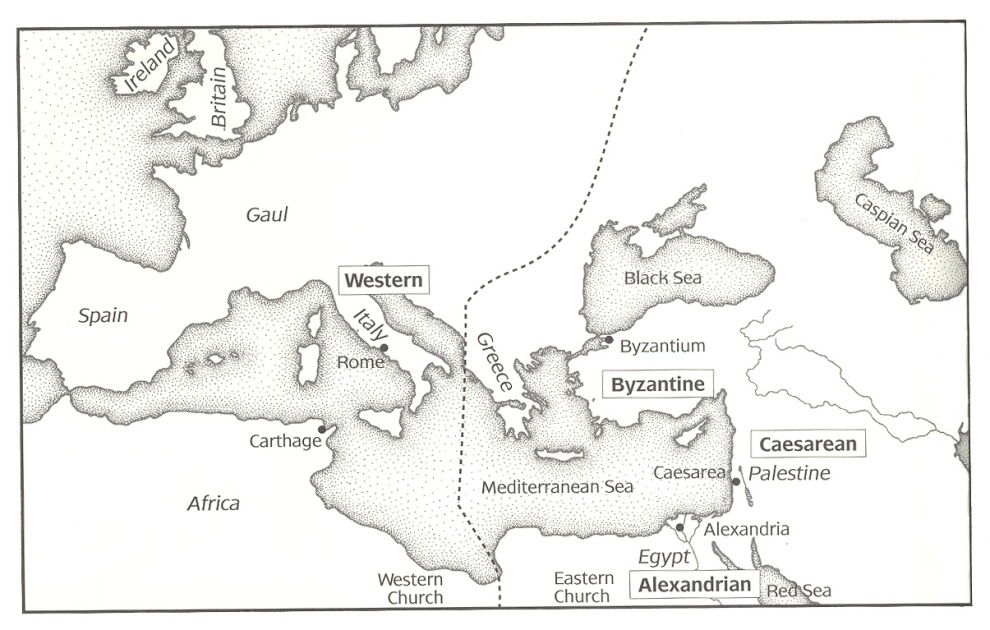 Ireland
Britain
Gaul
Caspian Sea
Western
Black Sea
Spain
Italy
Rome
Greece
Byzantium
Byzantine
Carthage
Caesarean
Caesarea
Palestine
Mediterranean Sea
Africa
Alexandria
Egypt
Western
Church
Eastern
Church
Alexandrian
Red Sea